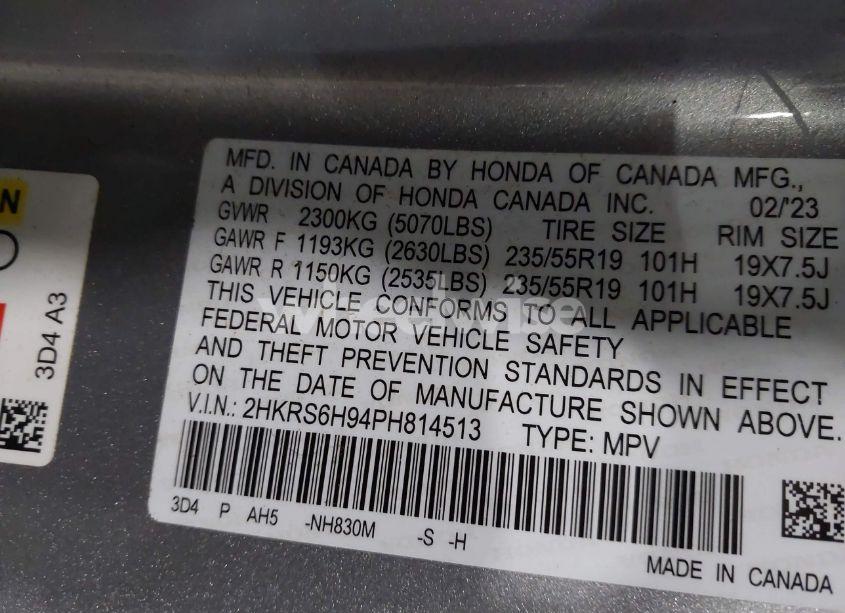 MFD. IN CANADA BY HONDA OF CANADA MFG.,
A DIVISION OF HONDA CANADA INC. 02/'23
GVWR 2300KG (5070LBS) TIRE SIZE RIM SIZE
GAWR F 1193KG (2630LBS) 235/55R19 101H 19X7.5J
GAWR R 1150KG (2535LBS) 235/55R19 101H 19X7.5J
THIS VEHICLE CONFORMS TO ALL APPLICABLE
FEDERAL MOTOR VEHICLE SAFETY
AND THEFT PREVENTION STANDARDS IN EFFECT
ON THE DATE OF MANUFACTURE SHOWN ABOVE.
V.I.N.: 2HKRS6H94PH814513 TYPE: MPV
3D4 P AH5 -NH830M -S -H
MADE IN CANADA
N
3D4 A3